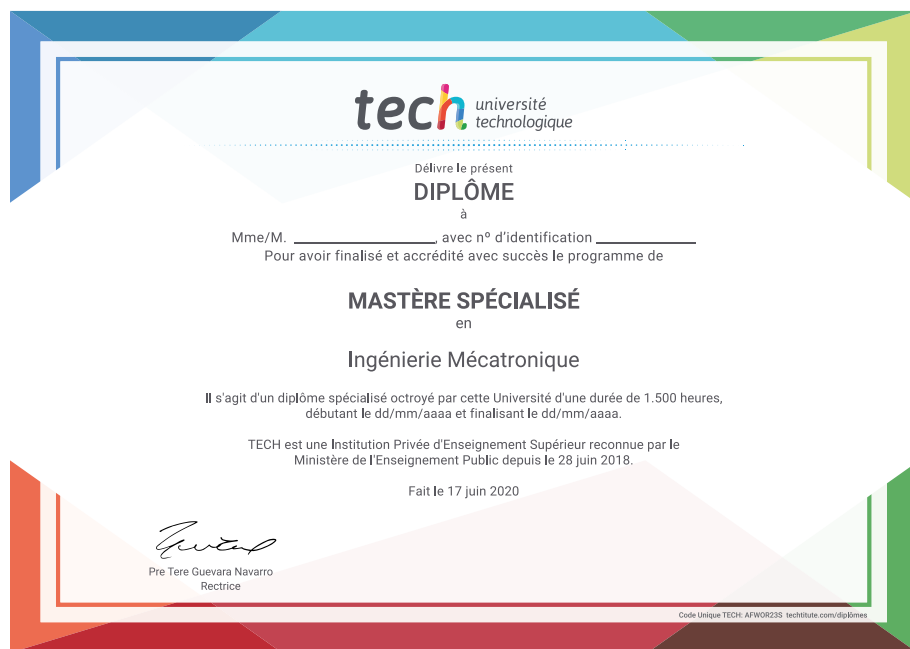 tech université
technologique
Délivre le présent
DIPLÔME
à
Mme/M. ____________________, avec nº d'identification ______________
Pour avoir finalisé et accrédité avec succès le programme de
MASTÈRE SPÉCIALISÉ
en
Ingénierie Mécatronique
Il s'agit d'un diplôme spécialisé octroyé par cette Université d'une durée de 1.500 heures,
débutant le dd/mm/aaaa et finalisant le dd/mm/aaaa.
TECH est une Institution Privée d'Enseignement Supérieur reconnue par le
Ministère de l'Enseignement Public depuis le 28 juin 2018.
Fait le 17 juin 2020
Pre Tere Guevara Navarro
Rectrice
Code Unique TECH: AFWOR23S techtitute.com/diplômes